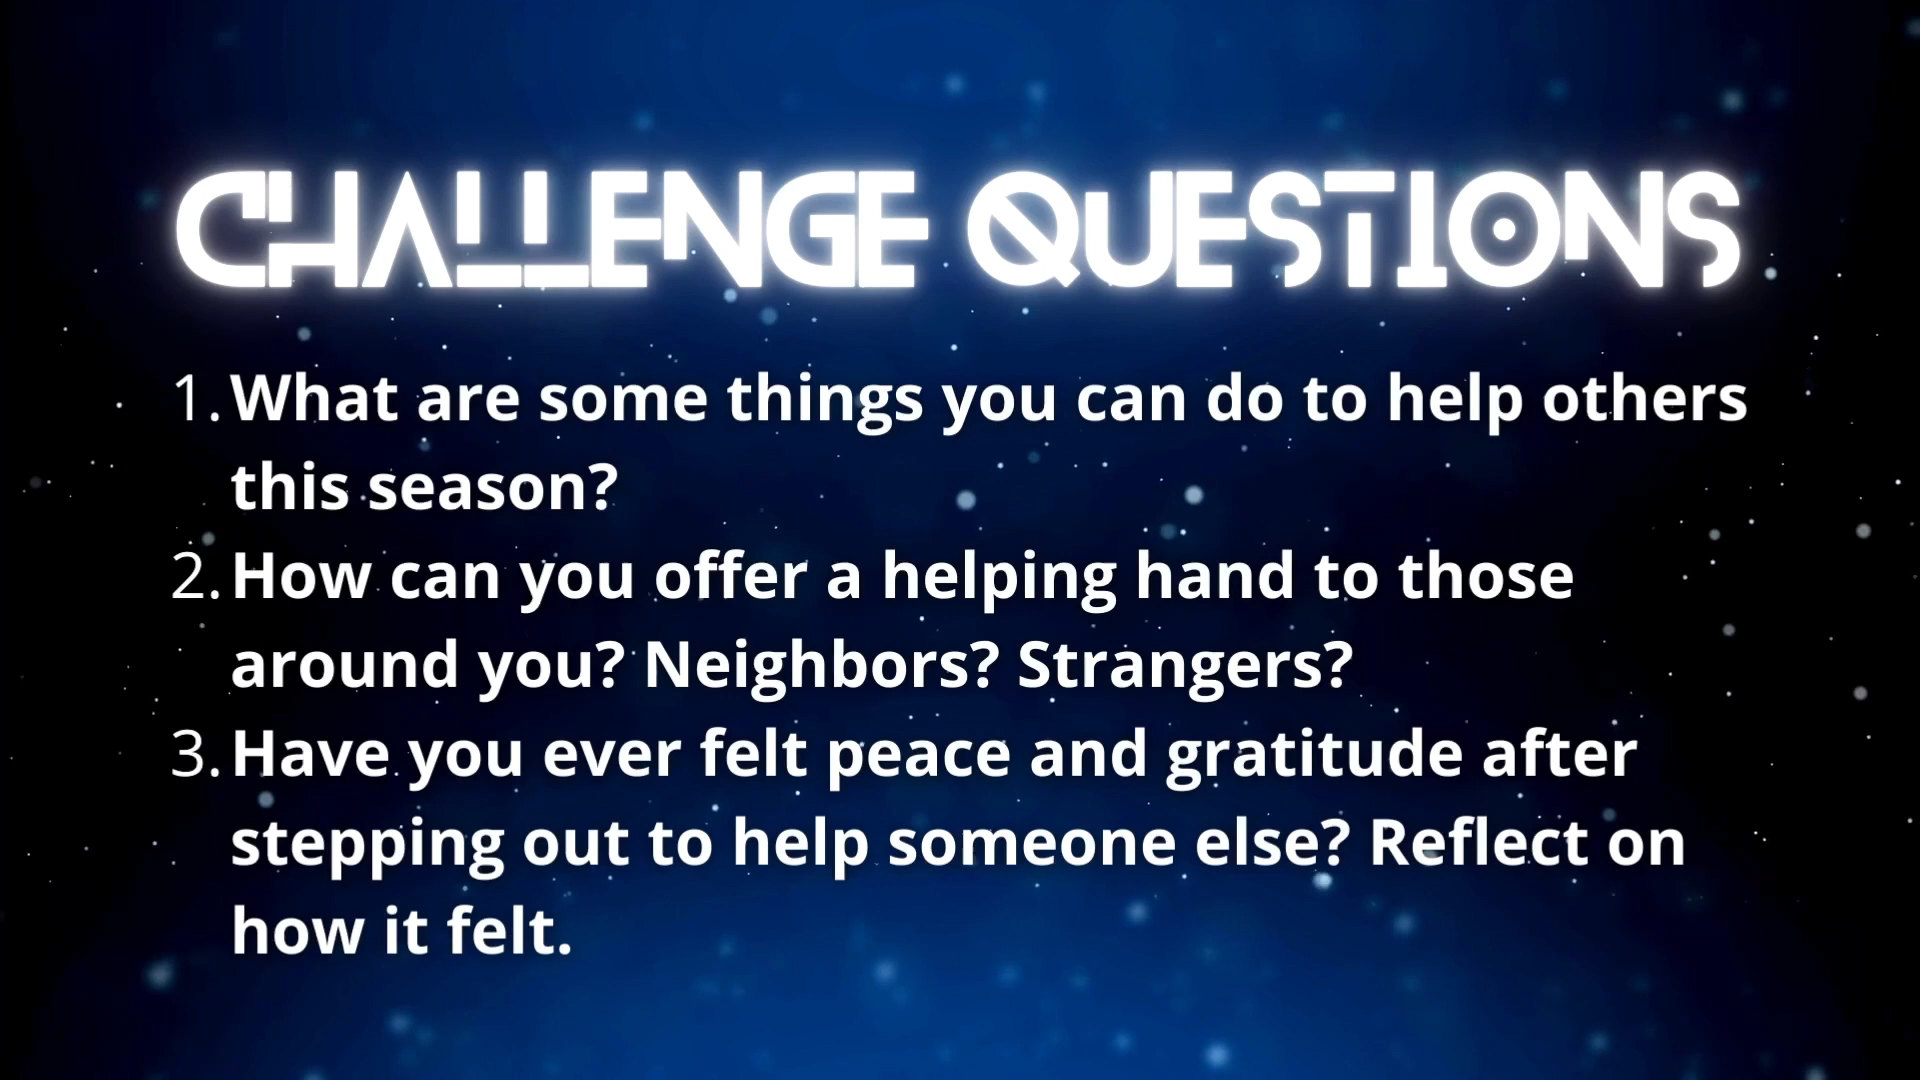 CHALLENGE QUESTIONS
1. What are some things you can do to help others
this season?
2. How can you offer a helping hand to those
around you? Neighbors? Strangers?
3. Have you ever felt peace and gratitude after
stepping out to help someone else? Reflect on
how it felt.